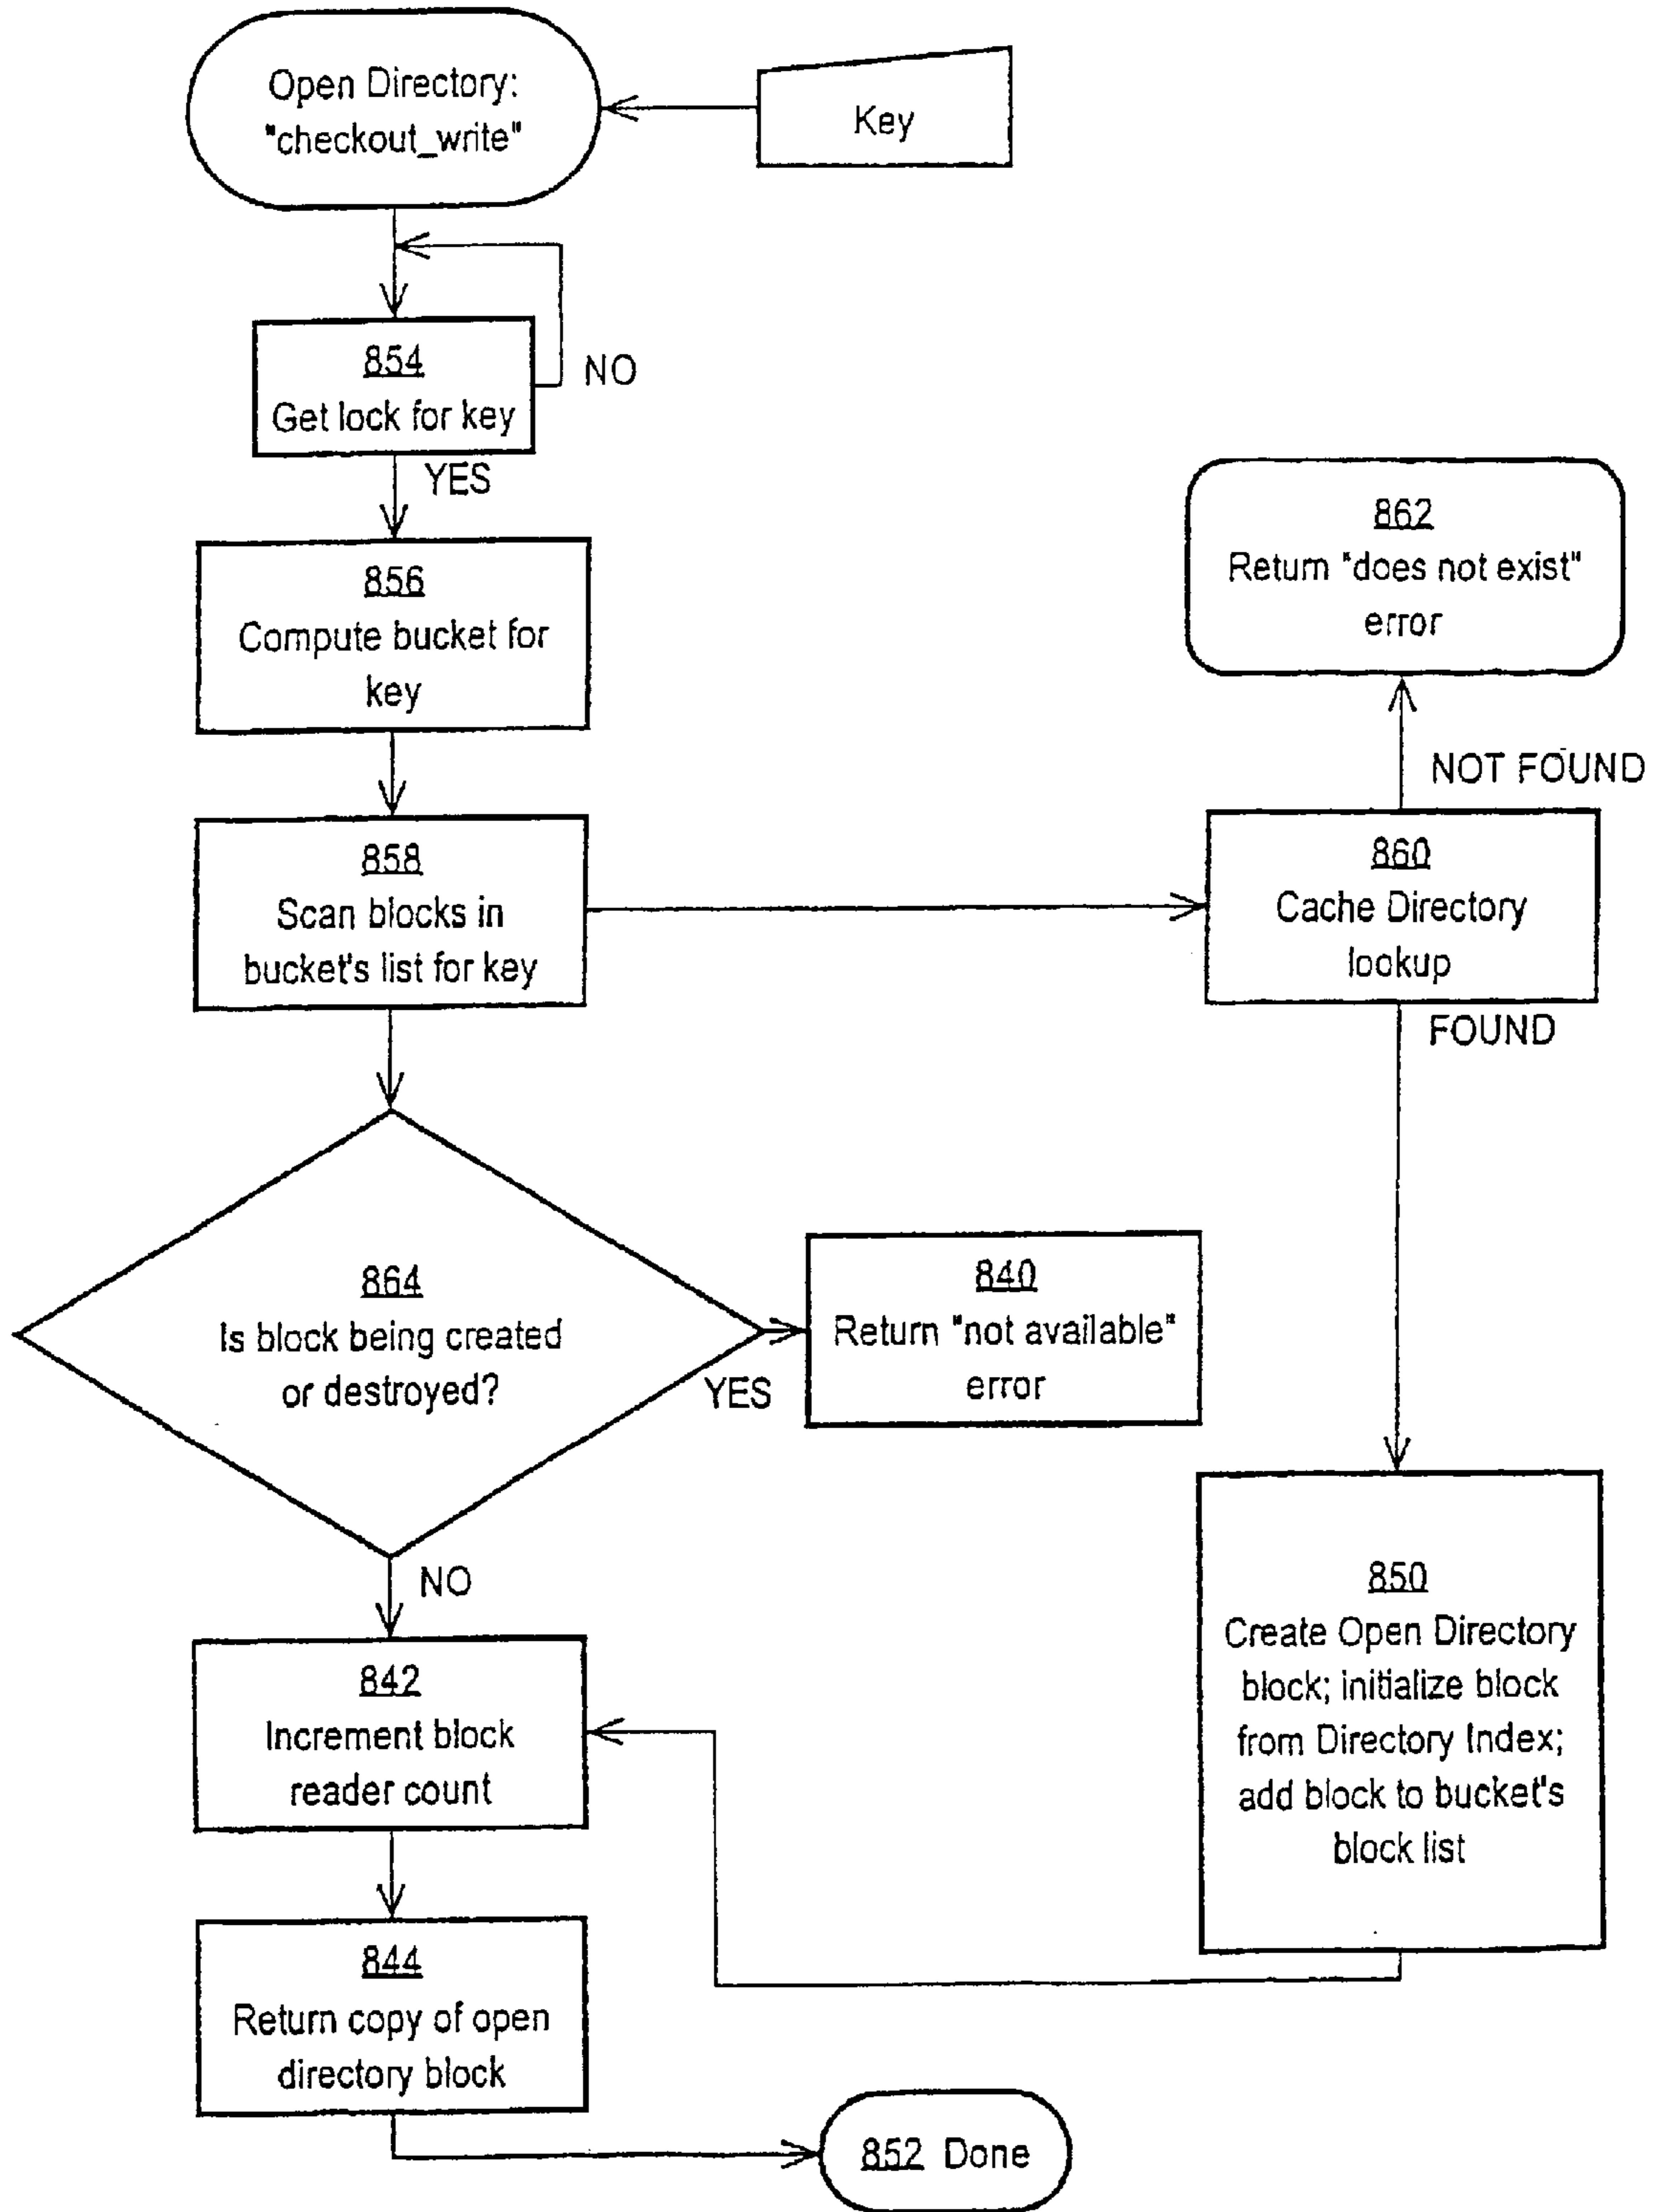 Open Directory:
"checkout_write"
Key
854
Get lock for key
NO
YES
856
Compute bucket for
key
858
Scan blocks in
bucket's list for key
862
Return "does not exist"
error
NOT FOUND
860
Cache Directory
lookup
FOUND
864
Is block being created
or destroyed?
YES
840
Return "not available"
error
NO
842
Increment block
reader count
850
Create Open Directory
block; initialize block
from Directory Index;
add block to bucket's
block list
844
Return copy of open
directory block
852 Done